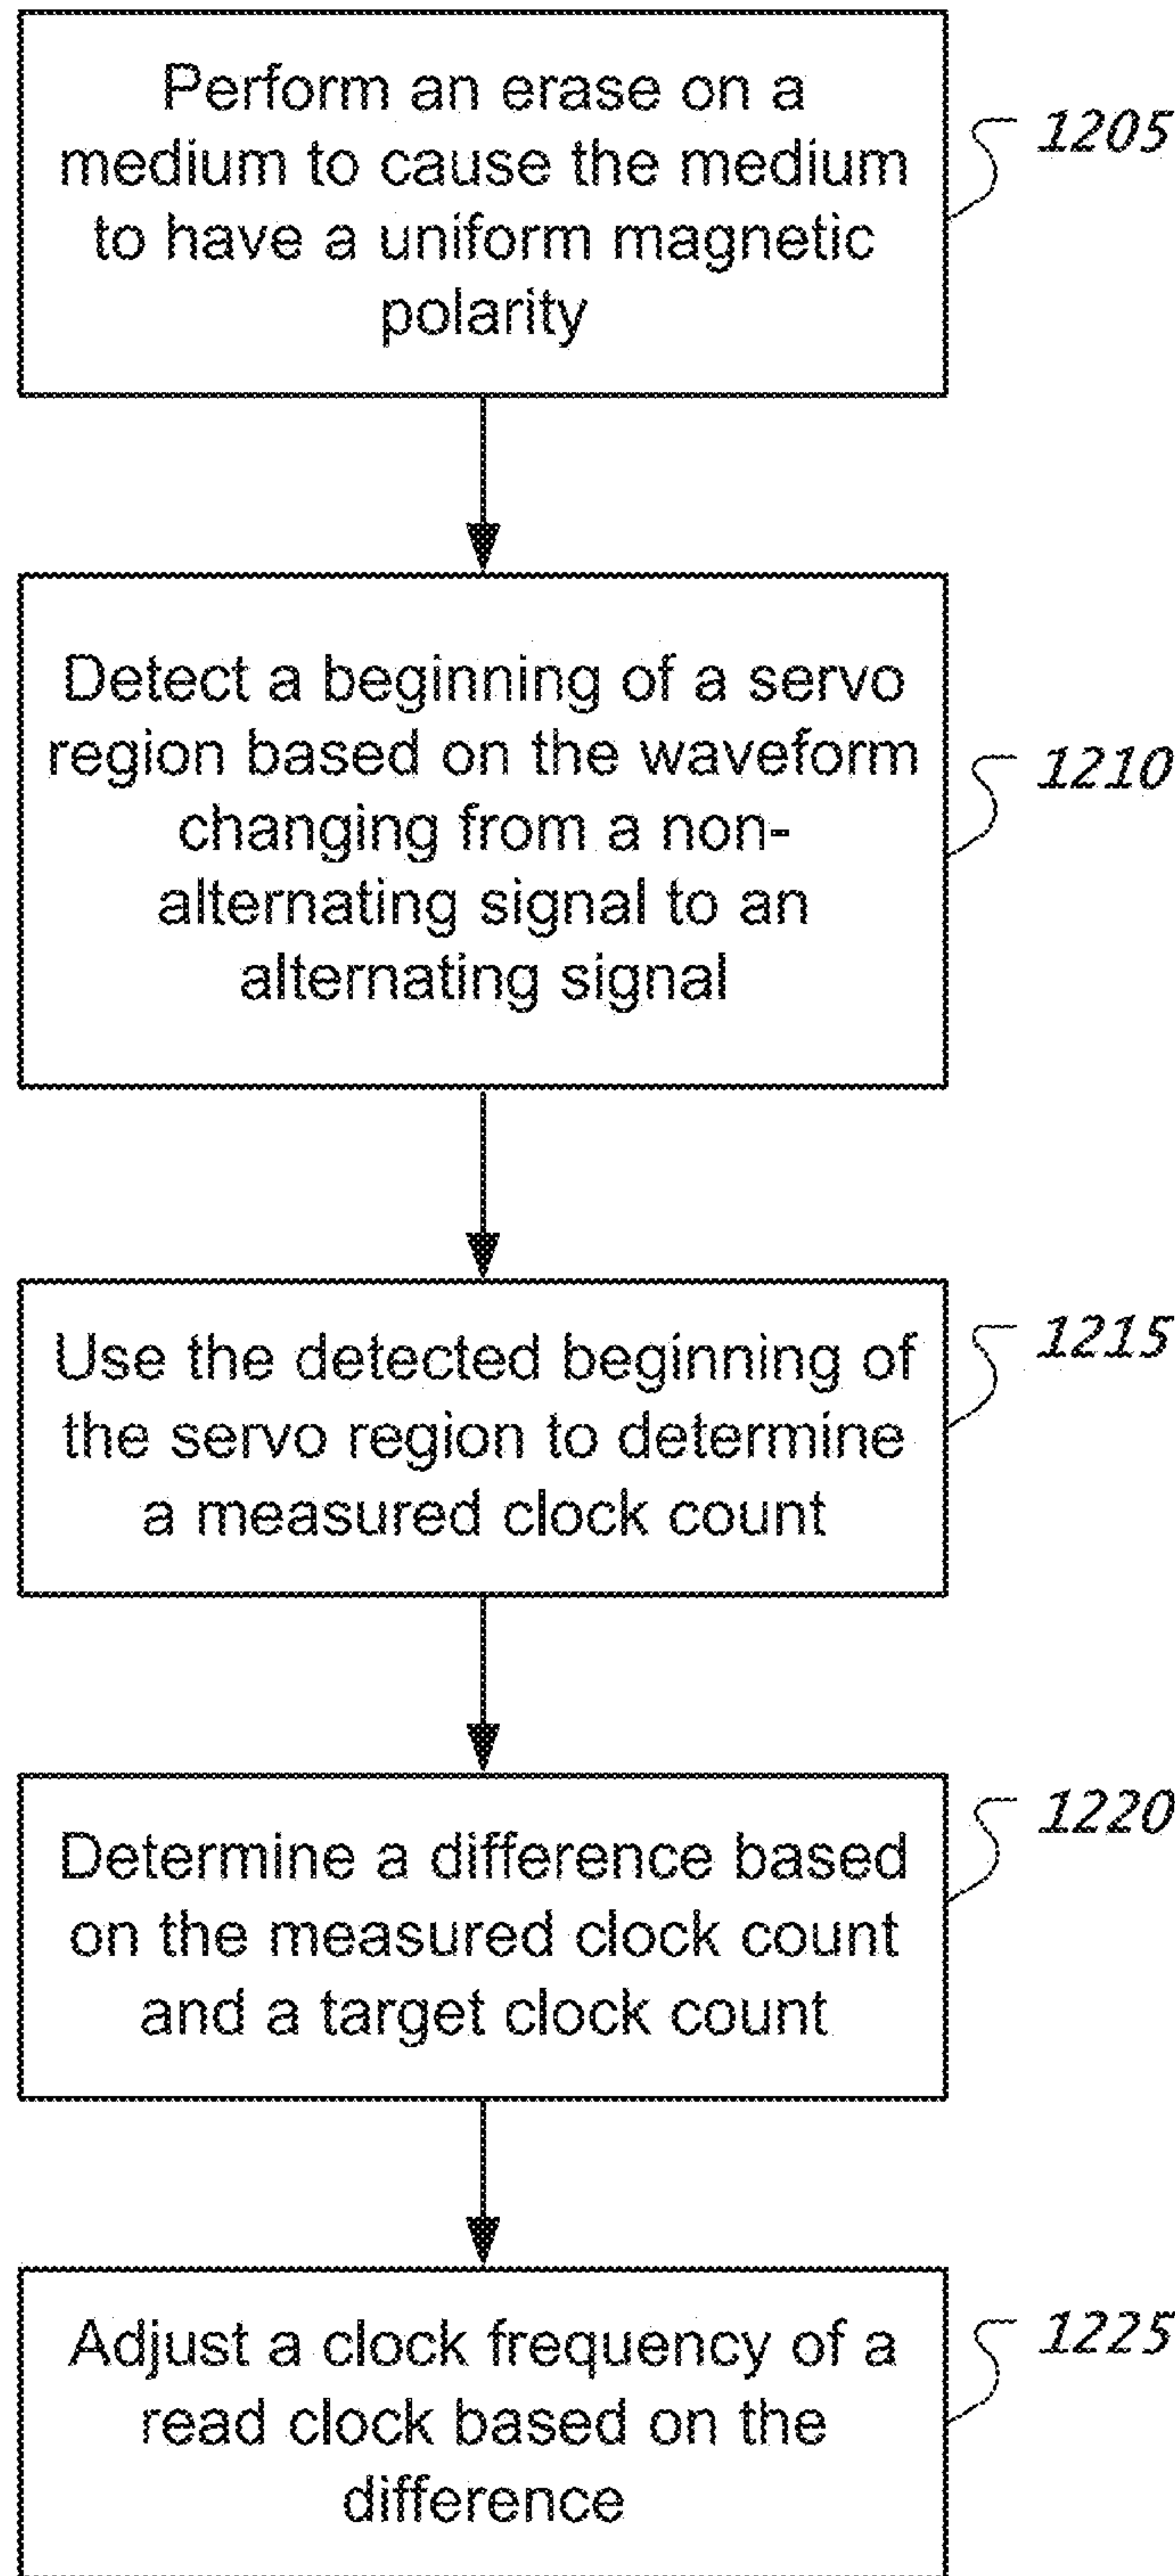 Perform an erase on a
medium to cause the medium
to have a uniform magnetic
polarity
1205
Detect a beginning of a servo
region based on the waveform
changing from a non-
alternating signal to an
alternating signal
1210
Use the detected beginning of
the servo region to determine
a measured clock count
1215
Determine a difference based
on the measured clock count
and a target clock count
1220
Adjust a clock frequency of a
read clock based on the
difference
1225